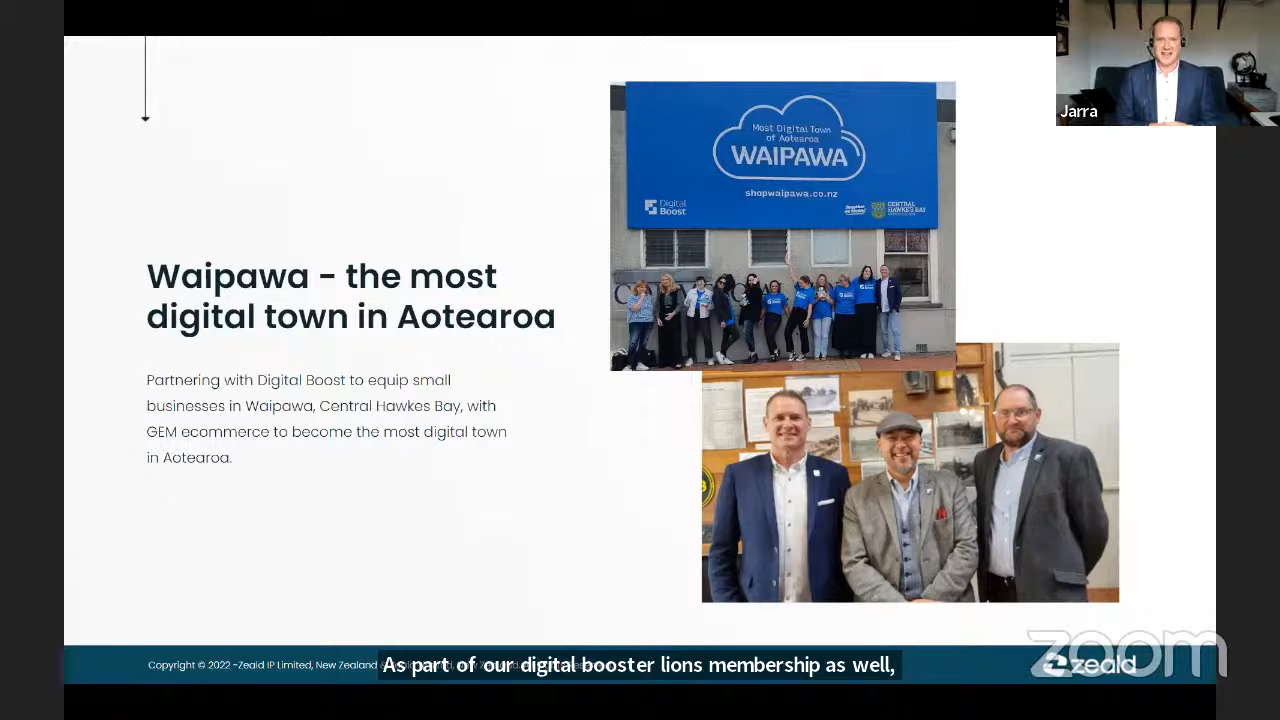 Jarra
Most Digital Town
of Aotearoa
WAIPAWA
shopwaipawa.co.nz
Digital
Boost
CENTRAL
HAWKE'S BAY
Waipawa - the most
digital town in Aotearoa
Partnering with Digital Boost to equip small
businesses in Waipawa, Central Hawkes Bay, with
GEM ecommerce to become the most digital town
in Aotearoa.
Copyright © 2022 -Zeald IP Limited, New Zealand
As part of our digital booster lions membership as well,
zeald
zoom